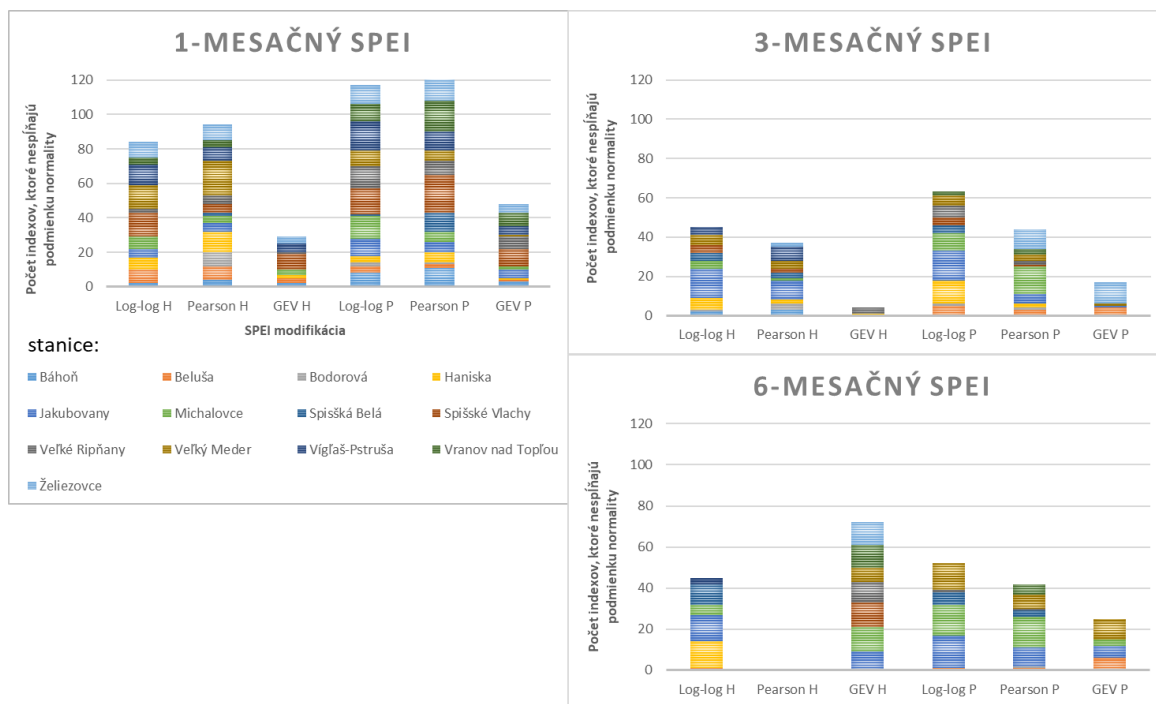 1-MESAČNÝ SPEI
Počet indexov, ktoré nespĺňajú
podmienku normality
120
100
80
60
40
20
0
Log-log H Pearson H GEV H Log-log P Pearson P GEV P
SPEI modifikácia
stanice:
Báhoň Beluša Bodorová Haniska
Jakubovany Michalovce Spisšká Belá Spišské Vlachy
Veľké Ripňany Veľký Meder Vígľaš-Pstruša Vranov nad Topľou
Želiezovce
3-MESAČNÝ SPEI
Počet indexov, ktoré nespĺňajú
podmienku normality
120
100
80
60
40
20
0
Log-log H Pearson H GEV H Log-log P Pearson P GEV P
6-MESAČNÝ SPEI
Počet indexov, ktoré nespĺňajú
podmienku normality
120
100
80
60
40
20
0
Log-log H Pearson H GEV H Log-log P Pearson P GEV P